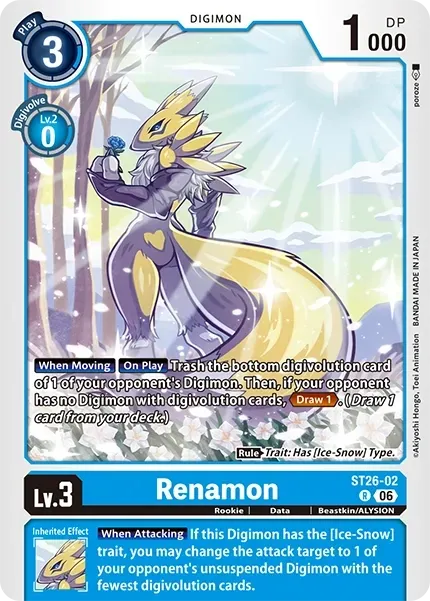 Play
3
DIGIMON
DP
1000
Digivolve
Lv.2
0
poroze
When Moving On Play Trash the bottom digivolution card
of 1 of your opponent's Digimon. Then, if your opponent
has no Digimon with digivolution cards, Draw 1. (Draw 1
card from your deck.)
Rule Trait: Has [Ice-Snow] Type.
©Akiyoshi Hongo, Toei Animation BANDAI MADE IN JAPAN
Lv.3
Renamon
ST26-02
R 06
Rookie | Data | Beastkin/ALYSION
Inherited Effect
When Attacking If this Digimon has the [Ice-Snow]
trait, you may change the attack target to 1 of
your opponent's unsuspended Digimon with the
fewest digivolution cards.